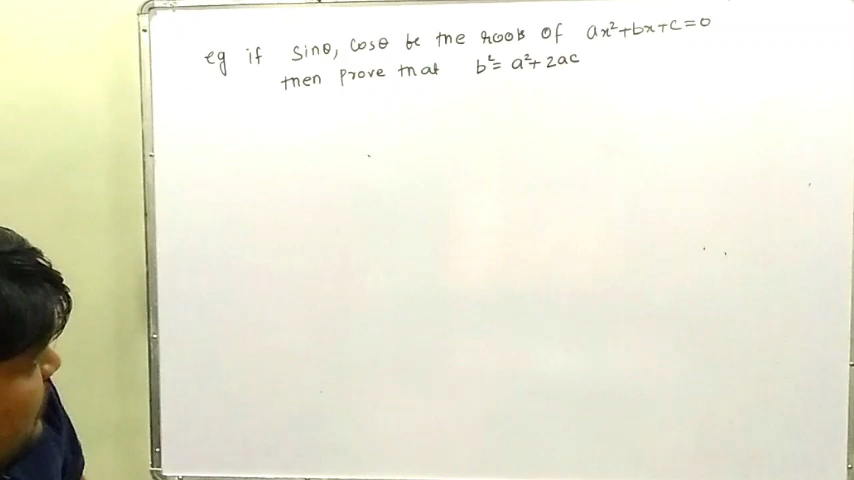 eg if sinθ, cosθ be the roots of ax²+bx+c=0
then prove that b²= a²+ 2ac